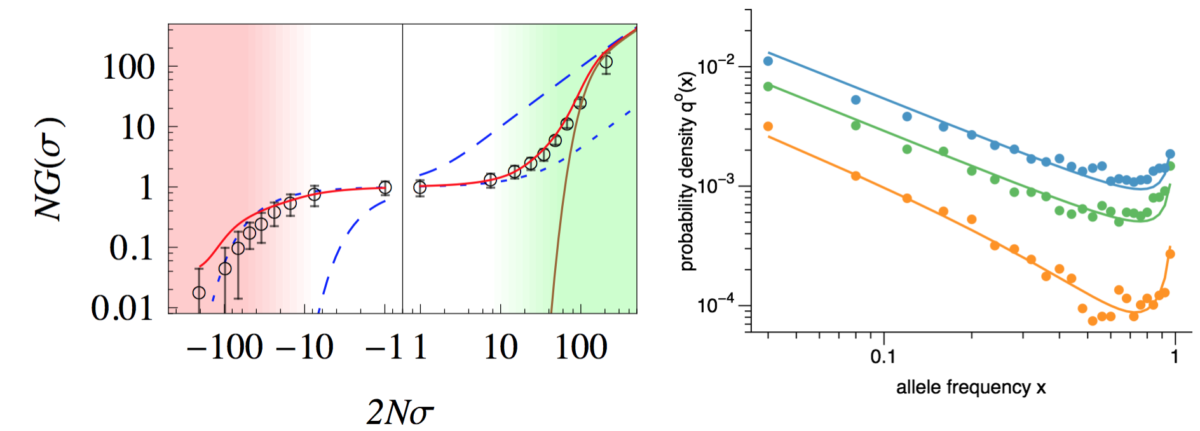 NG(σ)
100
10
1
0.1
0.01
−100 −10 −1 1 10 100
2Nσ
probability density qᵒ(x)
10⁻²
10⁻³
10⁻⁴
0.1 1
allele frequency x